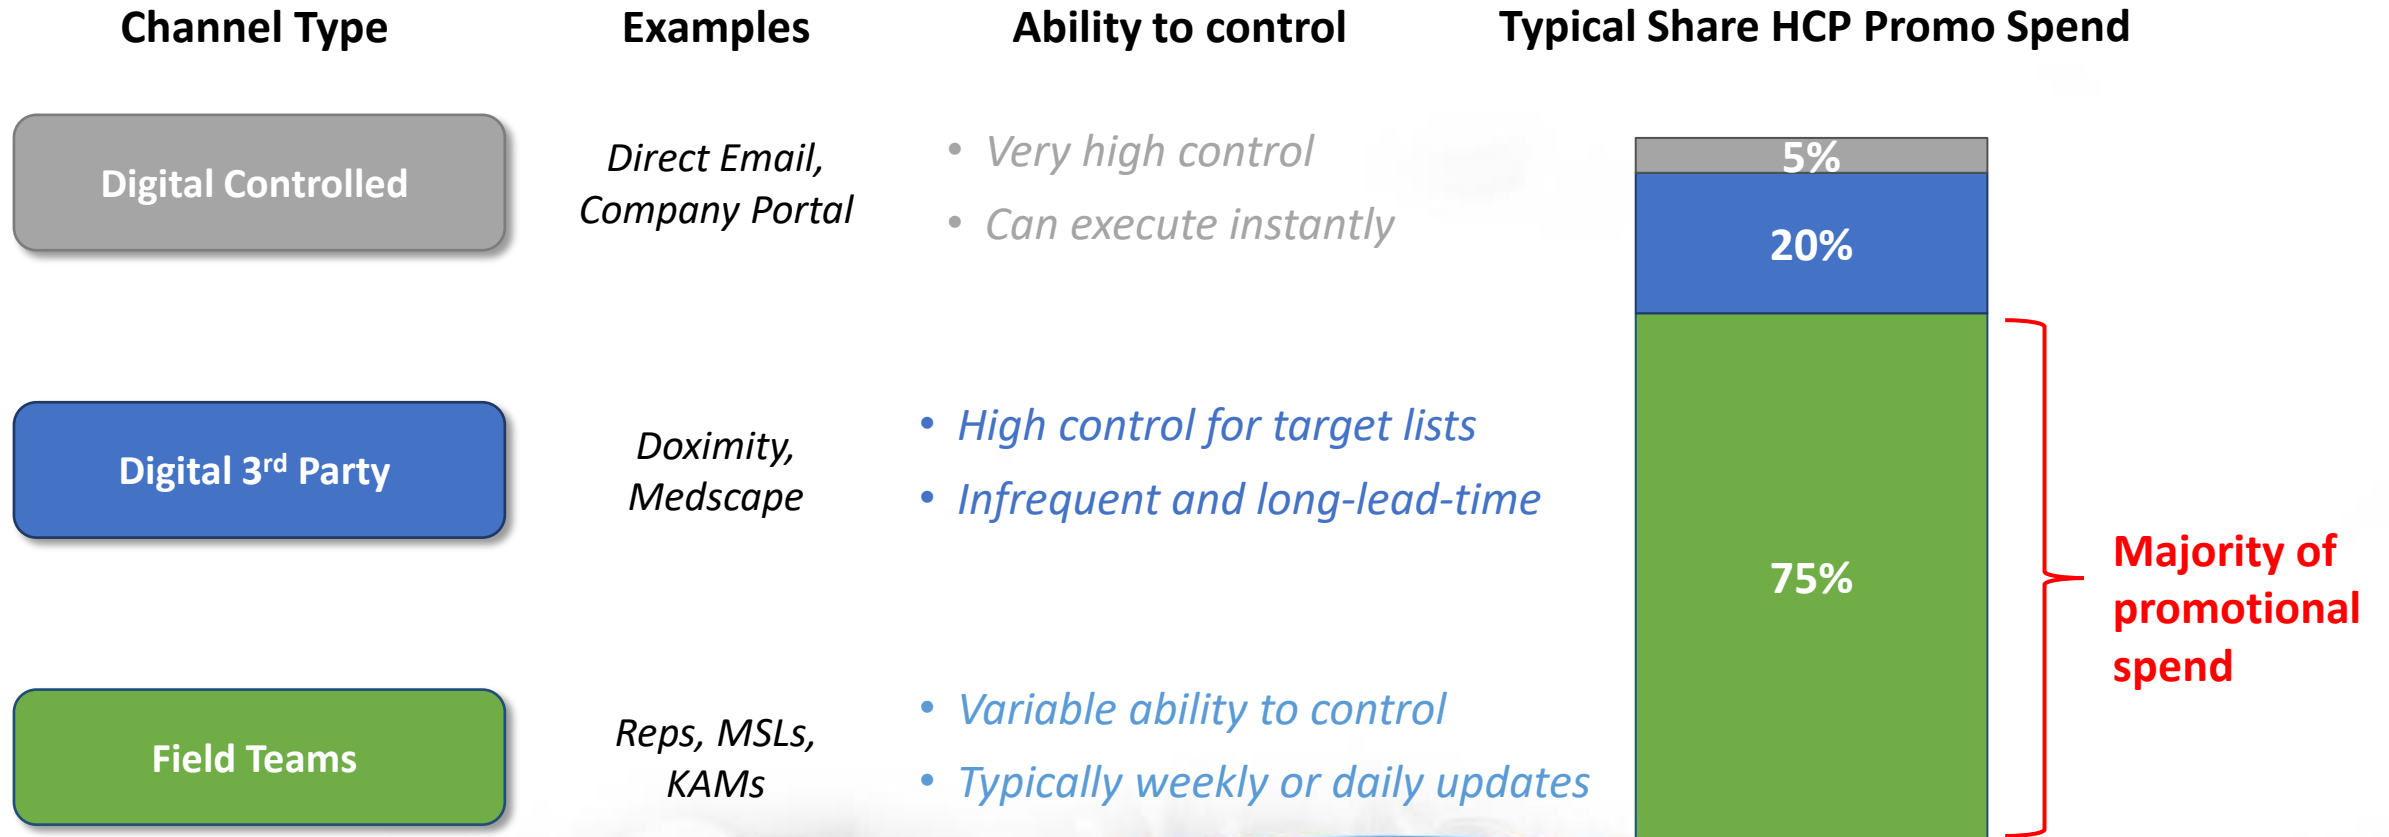 Channel Type
Examples
Ability to control
Typical Share HCP Promo Spend
Digital Controlled
Direct Email,
Company Portal
• Very high control
• Can execute instantly
5%
20%
Digital 3rd Party
Doximity,
Medscape
• High control for target lists
• Infrequent and long-lead-time
75%
Majority of
promotional
spend
Field Teams
Reps, MSLs,
KAMs
• Variable ability to control
• Typically weekly or daily updates